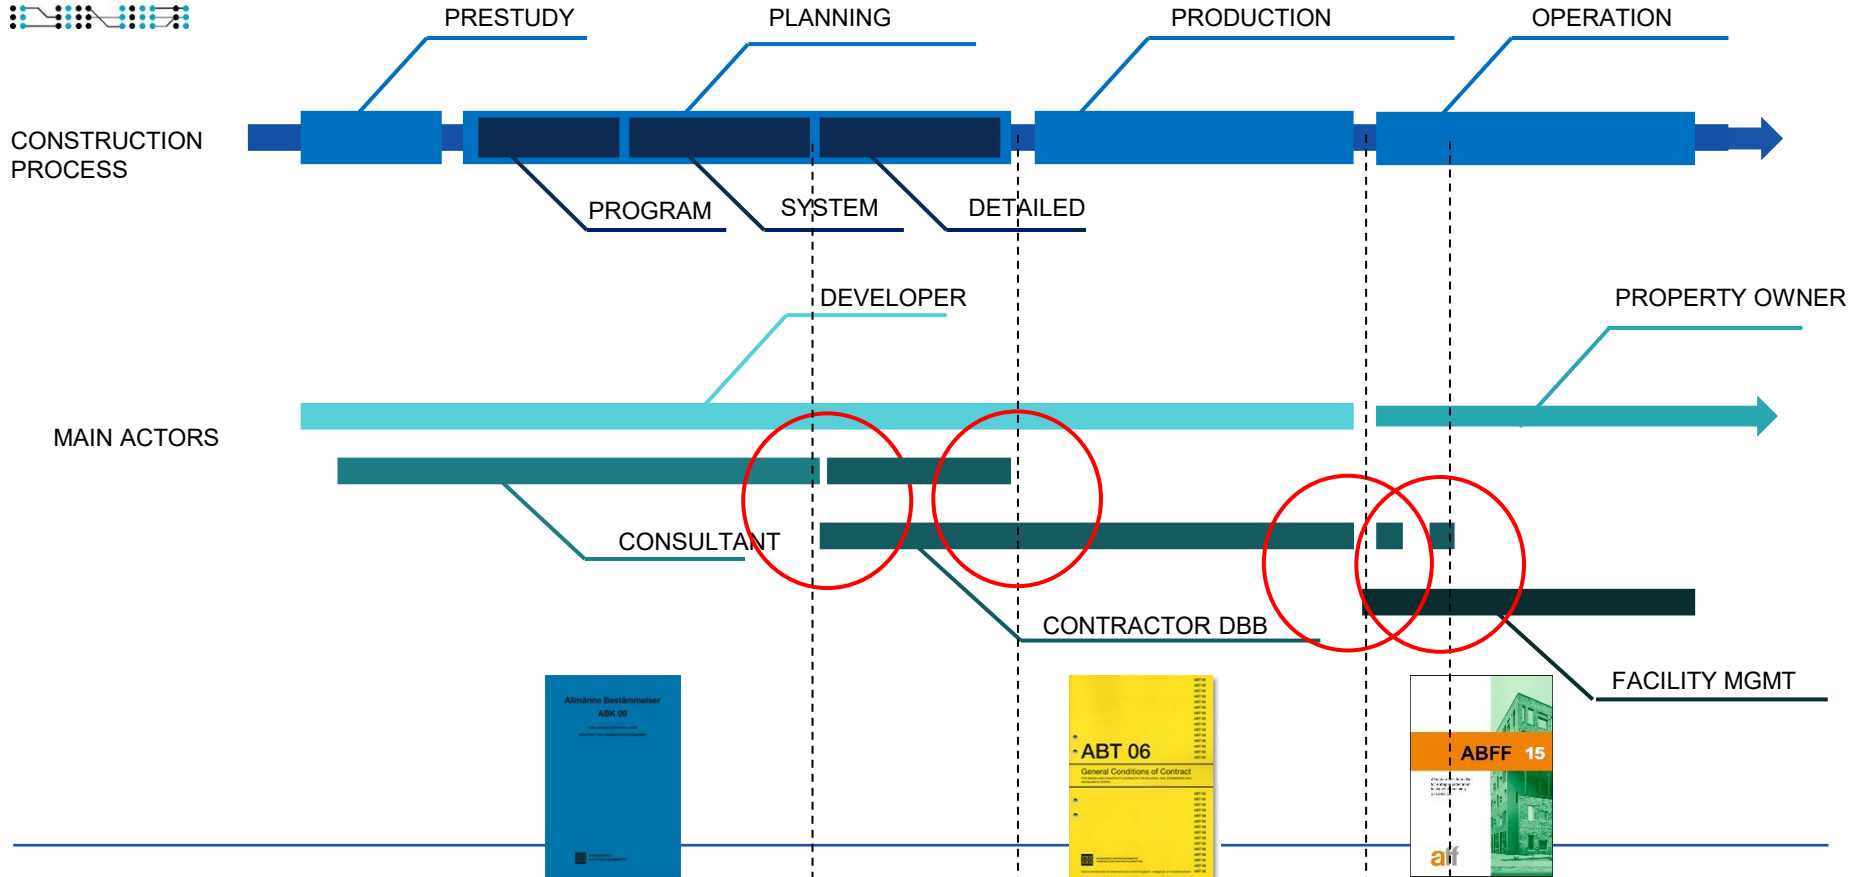 PRESTUDY
PLANNING
PRODUCTION
OPERATION
CONSTRUCTION
PROCESS
PROGRAM
SYSTEM
DETAILED
DEVELOPER
PROPERTY OWNER
MAIN ACTORS
CONSULTANT
CONTRACTOR DBB
FACILITY MGMT
Allmänna Bestämmelser
ABK 09
ABT 06
General Conditions of Contract
ABFF 15
aff